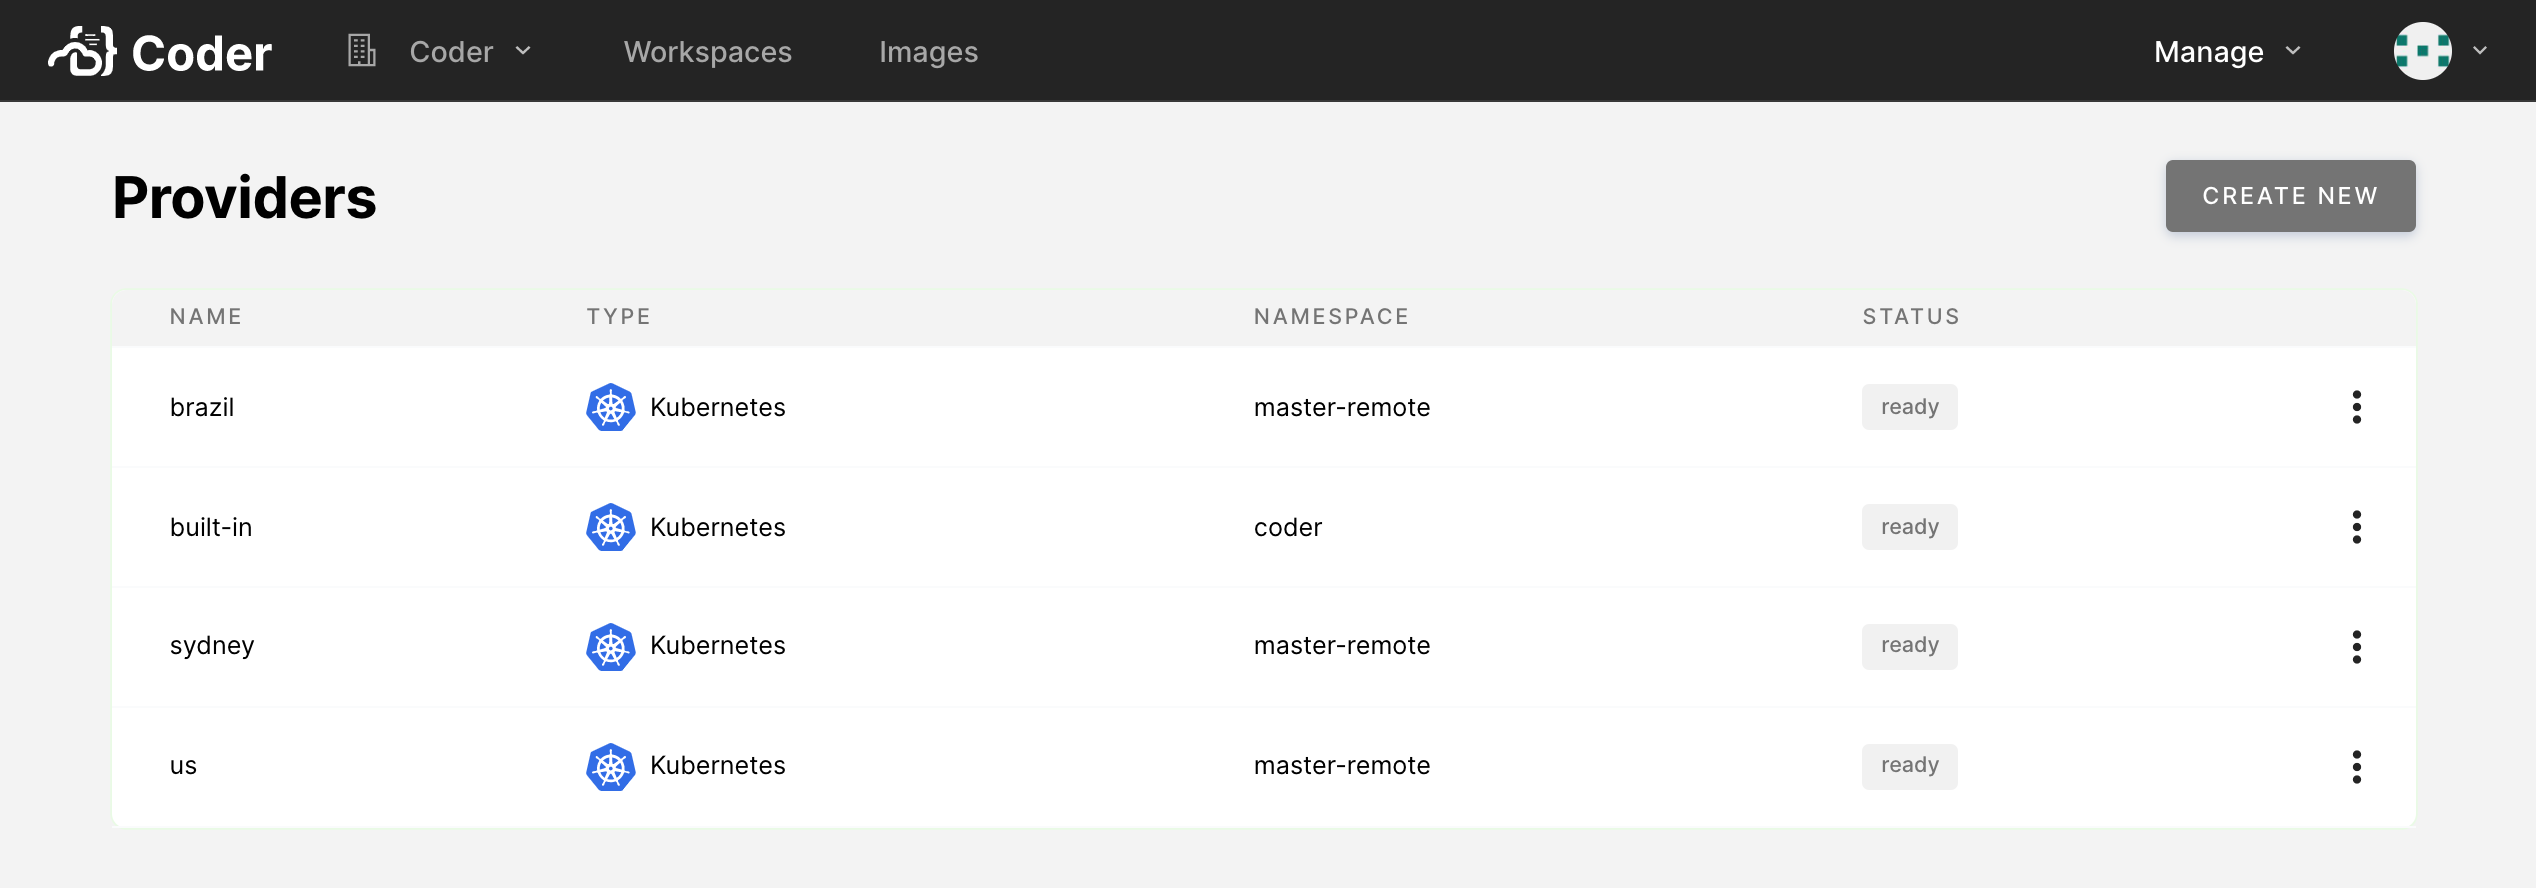 Coder Coder Workspaces Images Manage
Providers CREATE NEW
NAME TYPE NAMESPACE STATUS
brazil Kubernetes master-remote ready
built-in Kubernetes coder ready
sydney Kubernetes master-remote ready
us Kubernetes master-remote ready